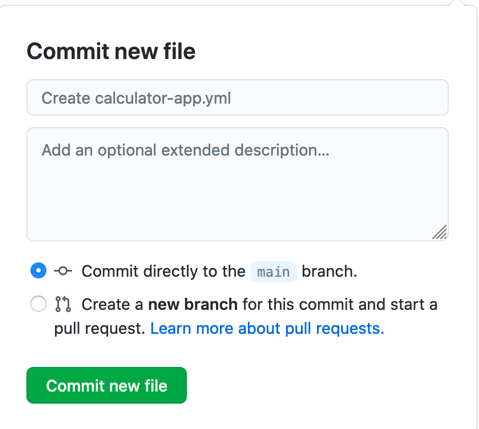 Commit new file
Create calculator-app.yml
Add an optional extended description...
Commit directly to the main branch.
Create a new branch for this commit and start a
pull request. Learn more about pull requests.
Commit new file